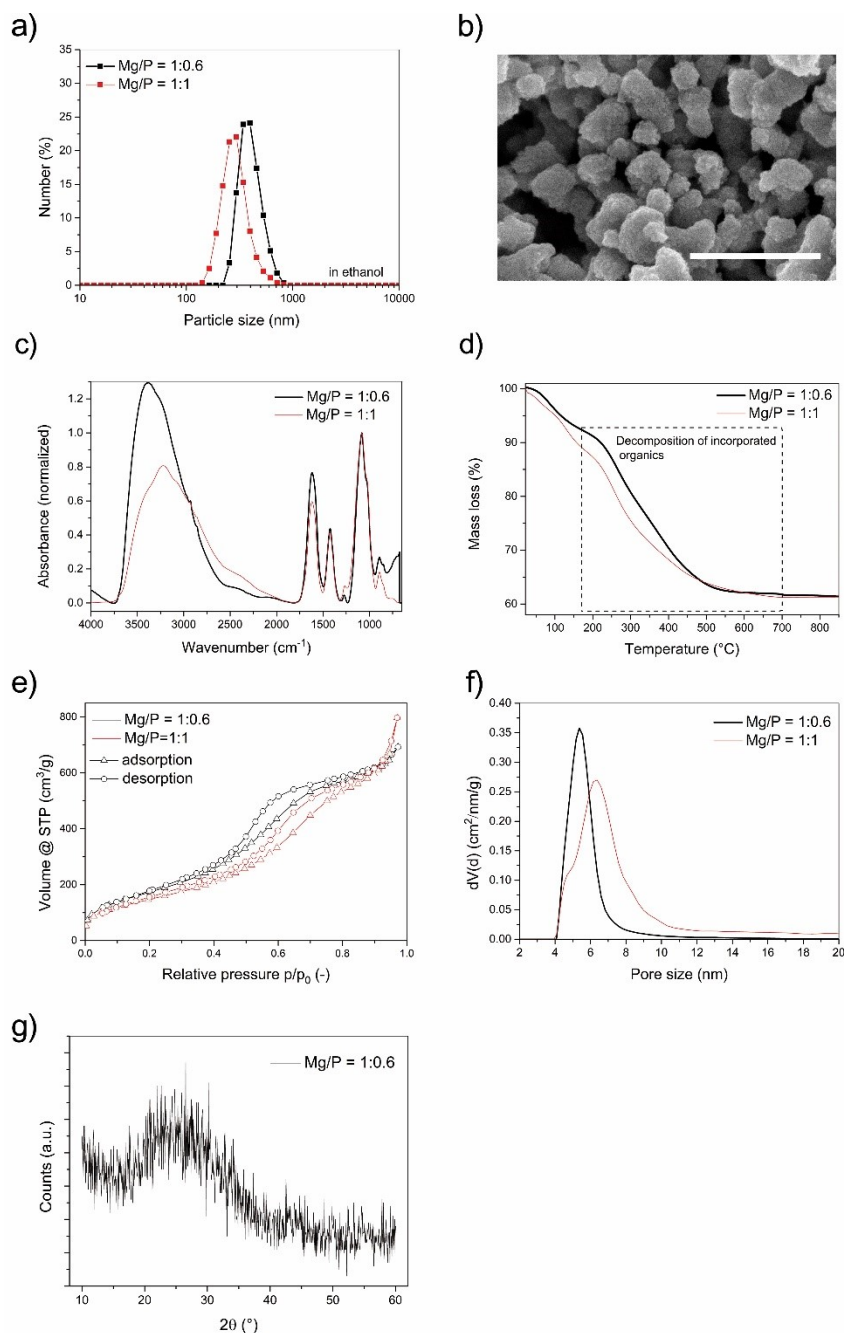 a)
35
30
25
20
15
10
5
0
Number (%)
Mg/P = 1:0.6
Mg/P = 1:1
in ethanol
10
100
1000
10000
Particle size (nm)
b)
c)
1.2
1.0
0.8
0.6
0.4
0.2
0.0
Absorbance (normalized)
Mg/P = 1:0.6
Mg/P = 1:1
4000
3500
3000
2500
2000
1500
1000
Wavenumber (cm⁻¹)
d)
100
90
80
70
60
Mass loss (%)
Mg/P = 1:0.6
Mg/P = 1:1
Decomposition of incorporated
organics
100
200
300
400
500
600
700
800
Temperature (°C)
e)
800
600
400
200
0
Volume @ STP (cm³/g)
Mg/P = 1:0.6
Mg/P=1:1
adsorption
desorption
0.0
0.2
0.4
0.6
0.8
1.0
Relative pressure p/p₀ (-)
f)
0.40
0.35
0.30
0.25
0.20
0.15
0.10
0.05
0.00
dV(d) (cm²/nm/g)
Mg/P = 1:0.6
Mg/P = 1:1
2
4
6
8
10
12
14
16
18
20
Pore size (nm)
g)
Counts (a.u.)
Mg/P = 1:0.6
10
20
30
40
50
60
2θ (°)